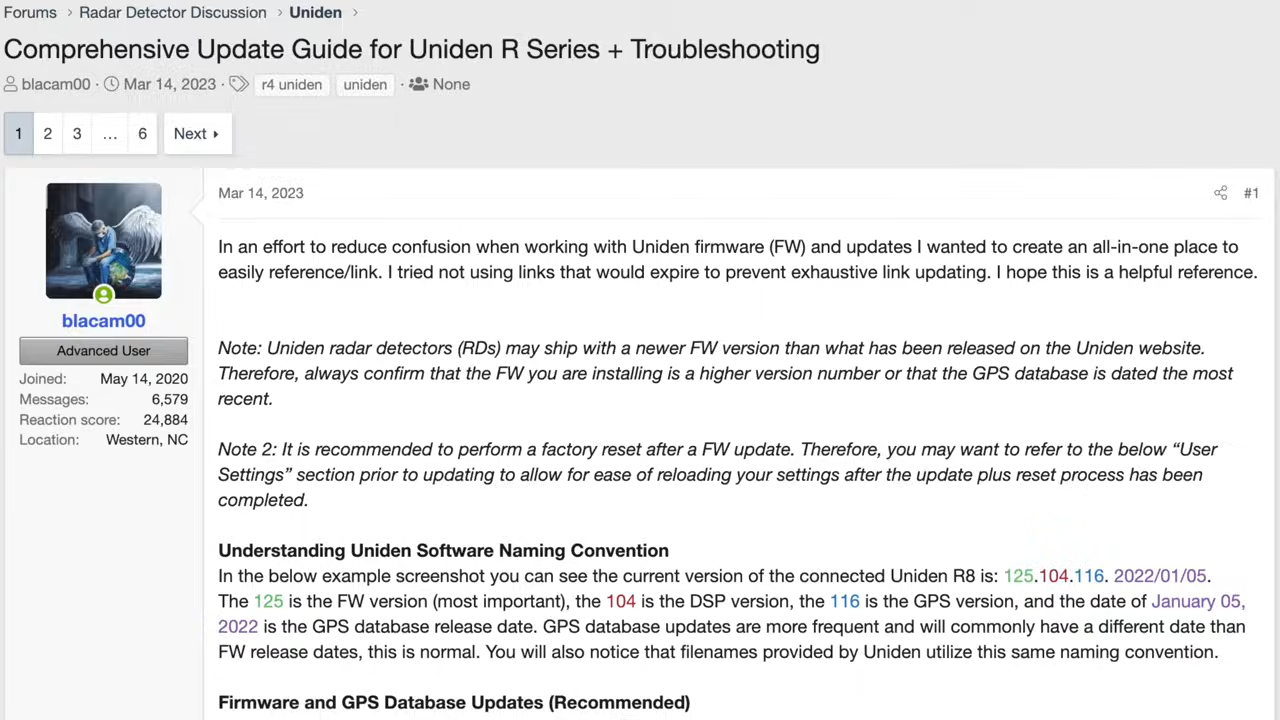 Forums > Radar Detector Discussion > Uniden >
Comprehensive Update Guide for Uniden R Series + Troubleshooting
blacam00 · Mar 14, 2023 · r4 uniden uniden · None
1 2 3 ... 6 Next
Mar 14, 2023 #1
blacam00
Advanced User
Joined: May 14, 2020
Messages: 6,579
Reaction score: 24,884
Location: Western, NC
In an effort to reduce confusion when working with Uniden firmware (FW) and updates I wanted to create an all-in-one place to
easily reference/link. I tried not using links that would expire to prevent exhaustive link updating. I hope this is a helpful reference.
Note: Uniden radar detectors (RDs) may ship with a newer FW version than what has been released on the Uniden website.
Therefore, always confirm that the FW you are installing is a higher version number or that the GPS database is dated the most
recent.
Note 2: It is recommended to perform a factory reset after a FW update. Therefore, you may want to refer to the below “User
Settings” section prior to updating to allow for ease of reloading your settings after the update plus reset process has been
completed.
Understanding Uniden Software Naming Convention
In the below example screenshot you can see the current version of the connected Uniden R8 is: 125.104.116. 2022/01/05.
The 125 is the FW version (most important), the 104 is the DSP version, the 116 is the GPS version, and the date of January 05,
2022 is the GPS database release date. GPS database updates are more frequent and will commonly have a different date than
FW release dates, this is normal. You will also notice that filenames provided by Uniden utilize this same naming convention.
Firmware and GPS Database Updates (Recommended)